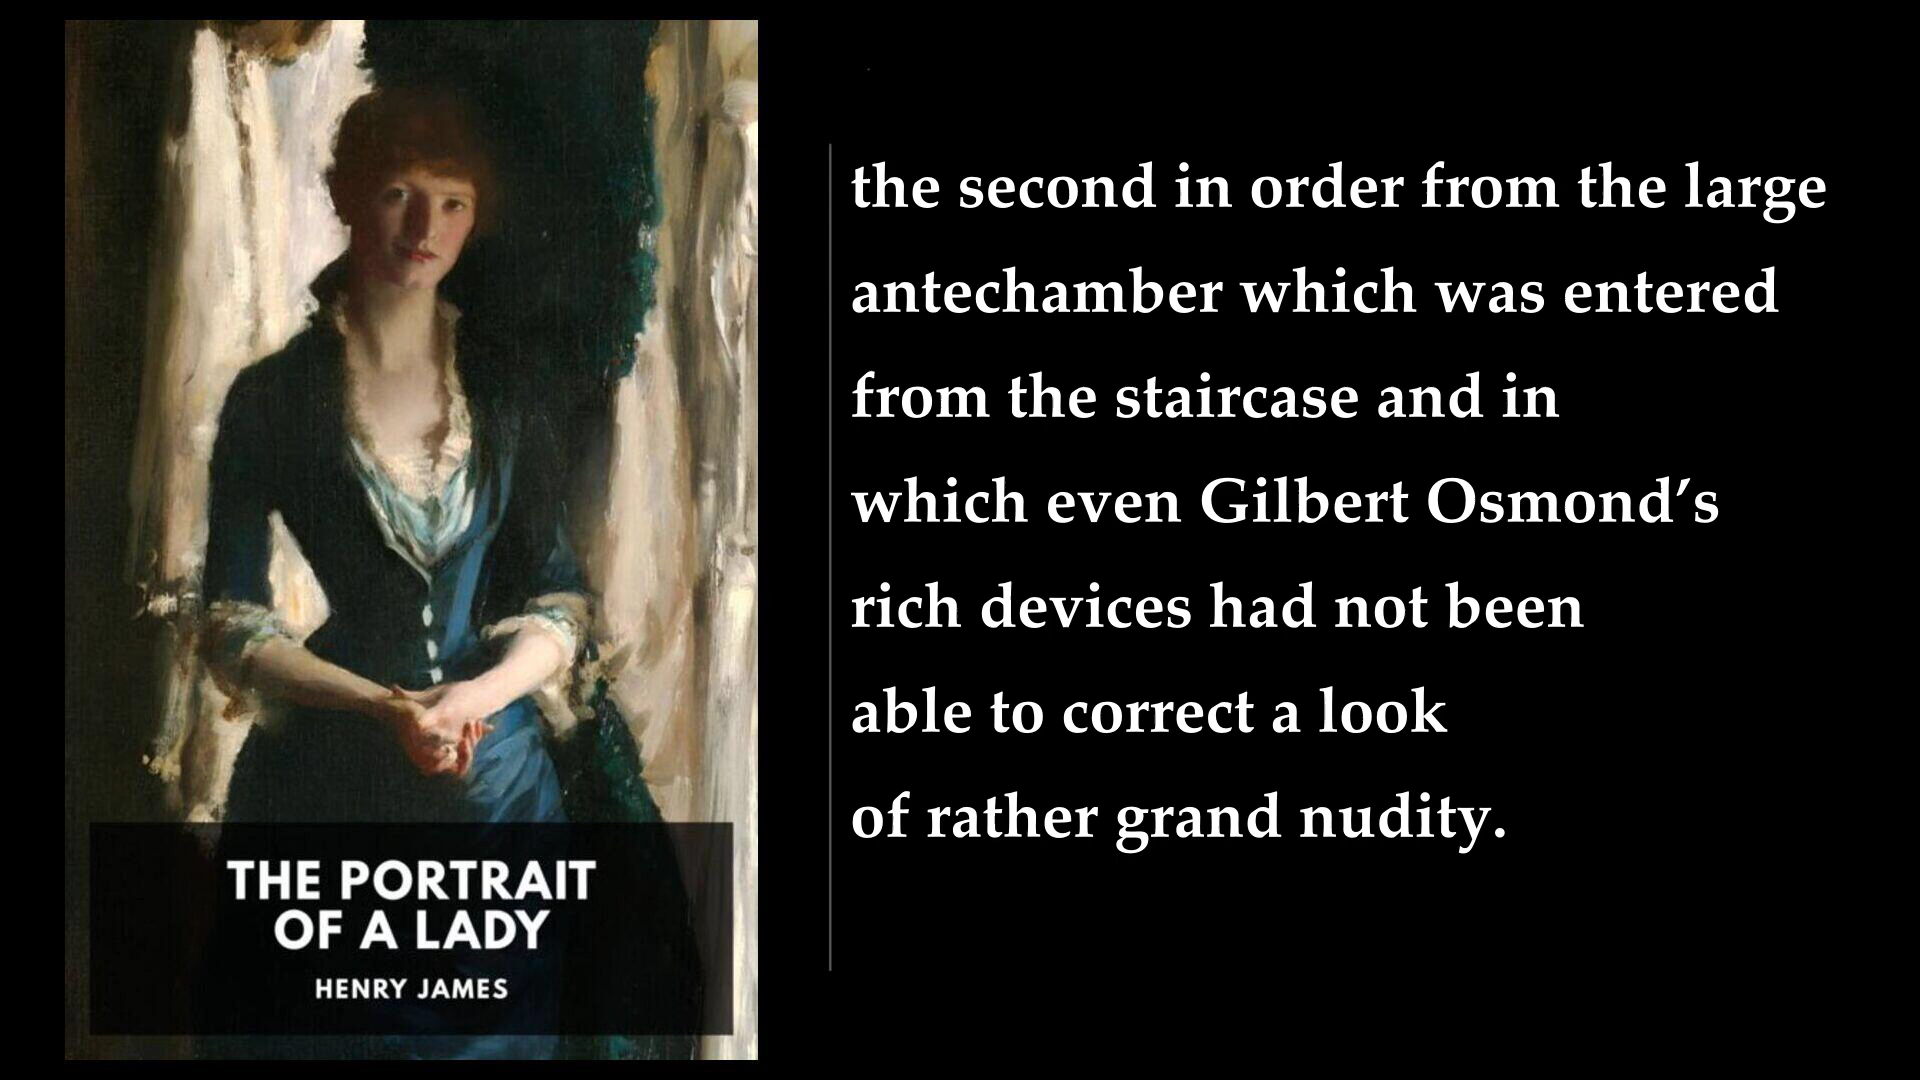 the second in order from the large
antechamber which was entered
from the staircase and in
which even Gilbert Osmond’s
rich devices had not been
able to correct a look
of rather grand nudity.
THE PORTRAIT
OF A LADY
HENRY JAMES